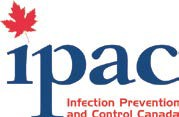 ipac
Infection Prevention
and Control Canada